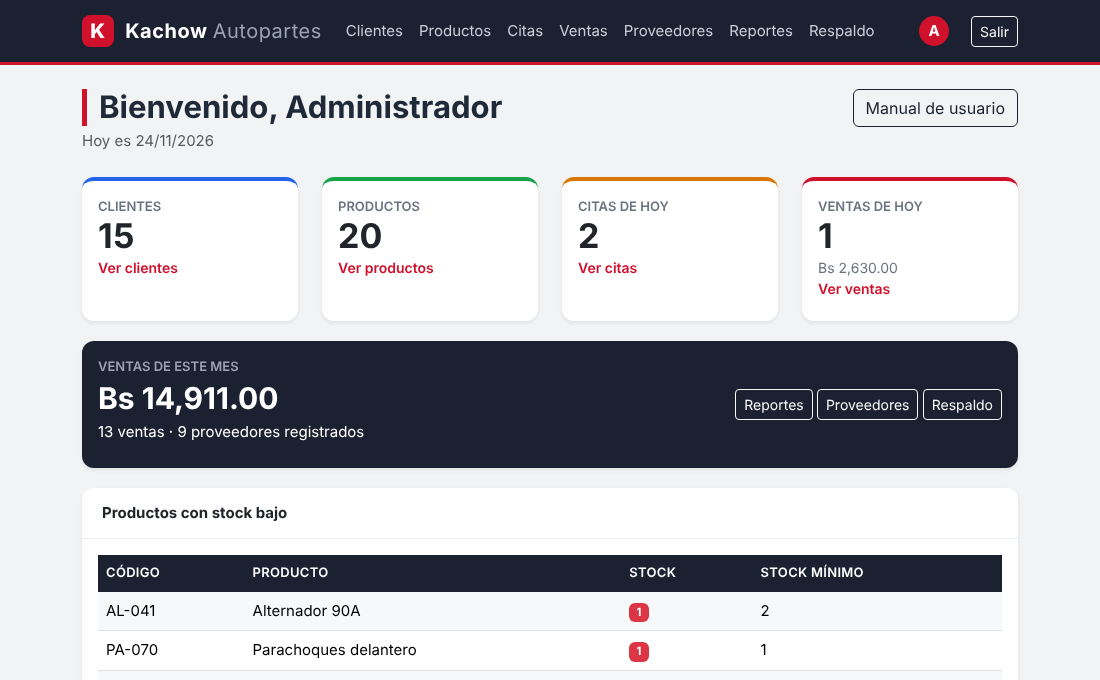 K Kachow Autopartes Clientes Productos Citas Ventas Proveedores Reportes Respaldo A Salir
Bienvenido, Administrador
Manual de usuario
Hoy es 24/11/2026
CLIENTES
15
Ver clientes
PRODUCTOS
20
Ver productos
CITAS DE HOY
2
Ver citas
VENTAS DE HOY
1
Bs 2,630.00
Ver ventas
VENTAS DE ESTE MES
Bs 14,911.00
13 ventas · 9 proveedores registrados
Reportes Proveedores Respaldo
Productos con stock bajo
CÓDIGO PRODUCTO STOCK STOCK MÍNIMO
AL-041 Alternador 90A 1 2
PA-070 Parachoques delantero 1 1